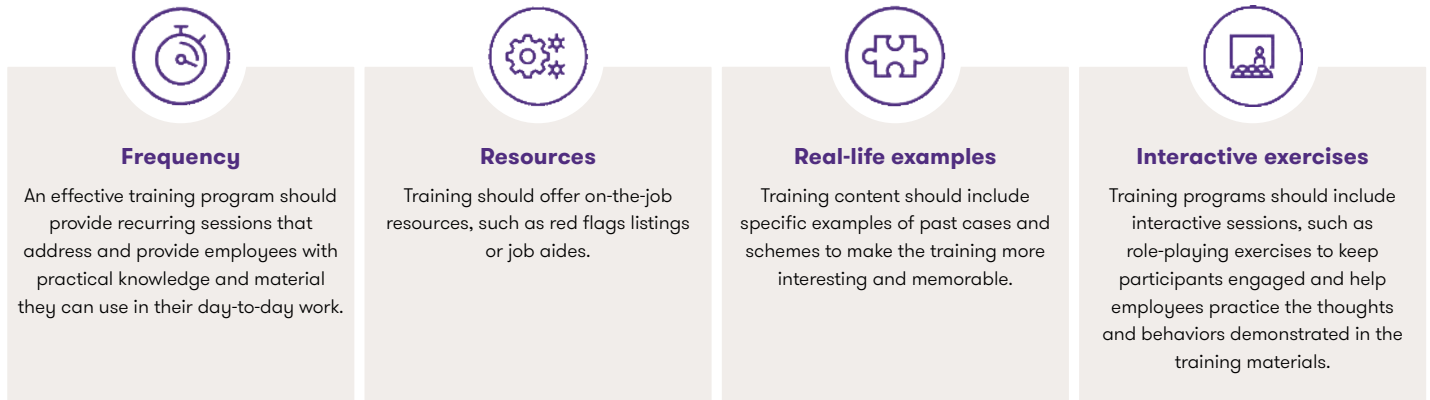 Frequency
An effective training program should
provide recurring sessions that
address and provide employees with
practical knowledge and material
they can use in their day-to-day work.
Resources
Training should offer on-the-job
resources, such as red flags listings
or job aides.
Real-life examples
Training content should include
specific examples of past cases and
schemes to make the training more
interesting and memorable.
Interactive exercises
Training programs should include
interactive sessions, such as
role-playing exercises to keep
participants engaged and help
employees practice the thoughts
and behaviors demonstrated in the
training materials.